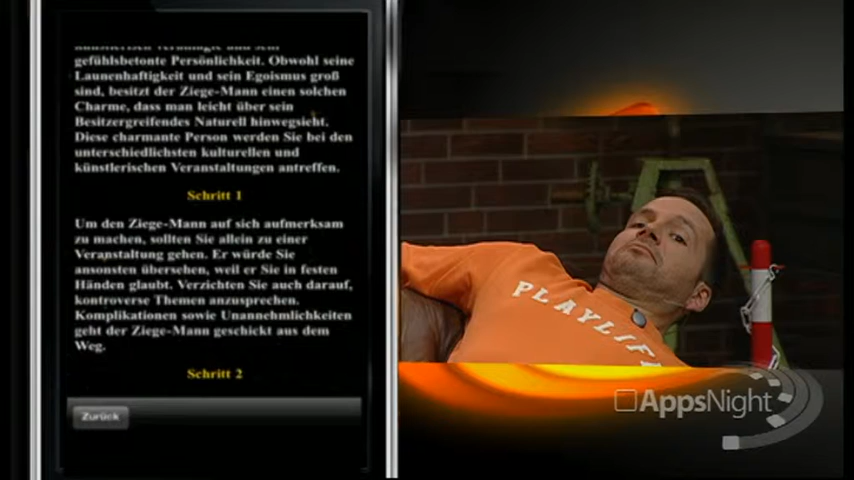 künstlerisch veranlagte und sein
gefühlsbetonte Persönlichkeit. Obwohl seine
Launenhaftigkeit und sein Egoismus groß
sind, besitzt der Ziege-Mann einen solchen
Charme, dass man leicht über sein
Besitzergreifendes Naturell hinwegsieht.
Diese charmante Person werden Sie bei den
unterschiedlichsten kulturellen und
künstlerischen Veranstaltungen antreffen.
Schritt 1
Um den Ziege-Mann auf sich aufmerksam
zu machen, sollten Sie allein zu einer
Veranstaltung gehen. Er würde Sie
ansonsten übersehen, weil er Sie in festen
Händen glaubt. Verzichten Sie auch darauf,
kontroverse Themen anzusprechen.
Komplikationen sowie Unannehmlichkeiten
geht der Ziege-Mann geschickt aus dem
Weg.
Schritt 2
Zurück
PLAYLIF
AppsNight